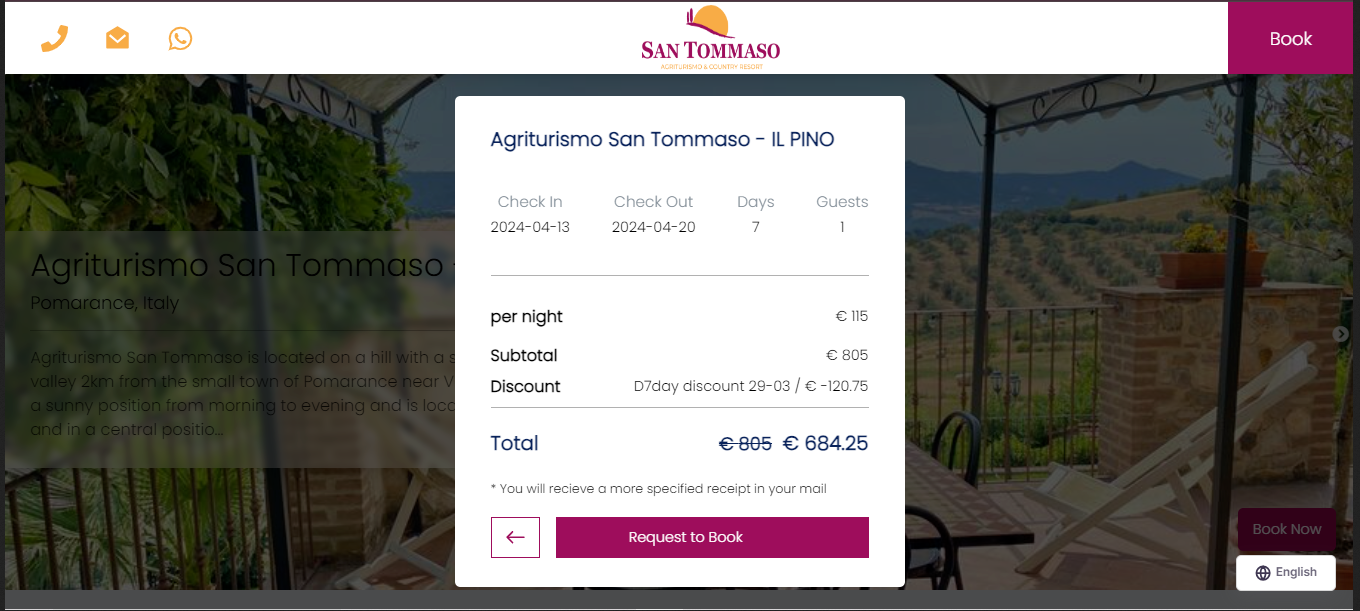 SAN TOMMASO
AGRITURISMO & COUNTRY RESORT
Book
Agriturismo San Tommaso - IL PINO
Check In Check Out Days Guests
2024-04-13 2024-04-20 7 1
per night € 115
Subtotal € 805
Discount D7day discount 29-03 / € -120.75
Total € 805 € 684.25
* You will recieve a more specified receipt in your mail
Request to Book
Agriturismo San Tommaso
Pomarance, Italy
Agriturismo San Tommaso is located on a hill with a s
valley 2km from the small town of Pomarance near V
a sunny position from morning to evening and is loca
and in a central positio...
Book Now
English